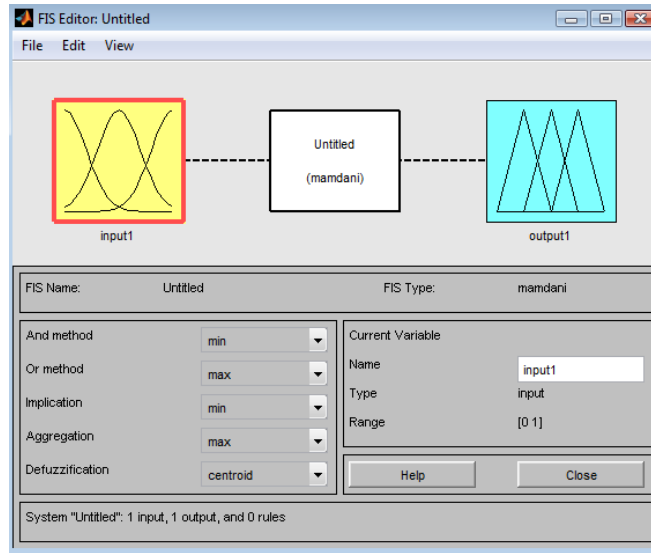 FIS Editor: Untitled
File Edit View
Untitled
(mamdani)
input1
output1
FIS Name: Untitled FIS Type: mamdani
And method min
Or method max
Implication min
Aggregation max
Defuzzification centroid
Current Variable
Name input1
Type input
Range [0 1]
Help Close
System "Untitled": 1 input, 1 output, and 0 rules